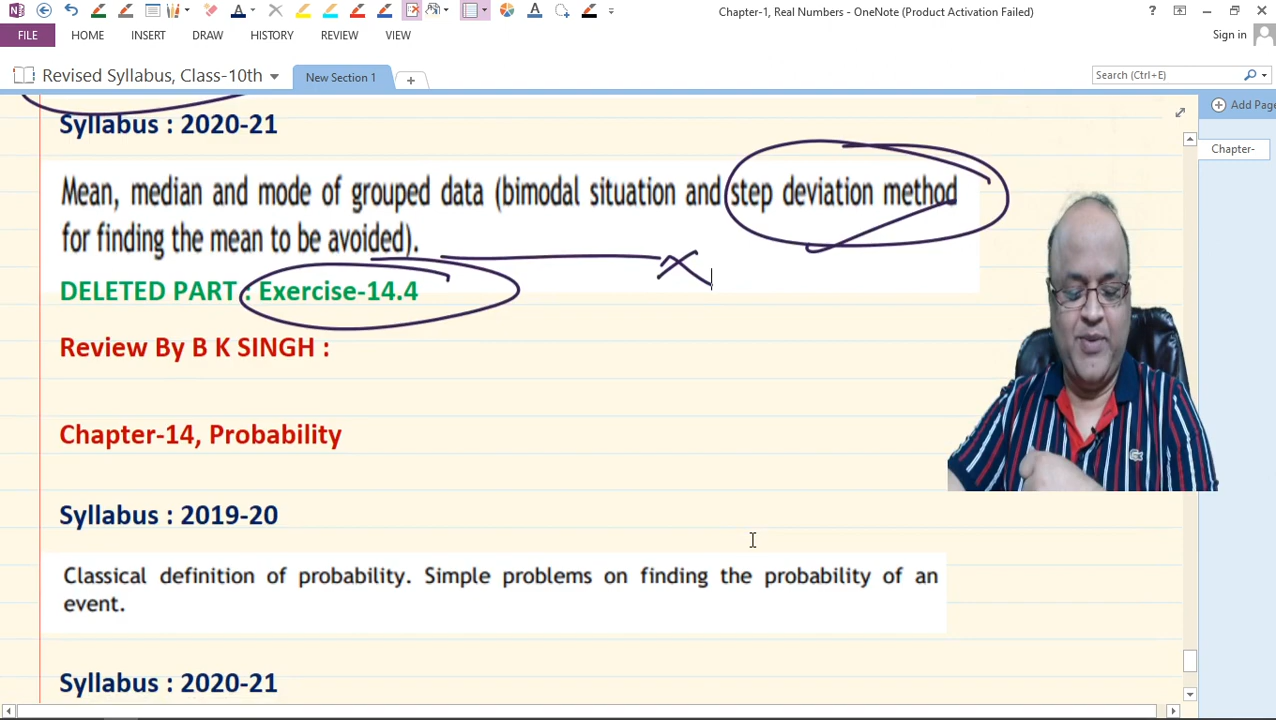 Chapter-1, Real Numbers - OneNote (Product Activation Failed)
FILE HOME INSERT DRAW HISTORY REVIEW VIEW
Sign in
Revised Syllabus, Class-10th
New Section 1
Search (Ctrl+E)
Add Page
Chapter-
Syllabus : 2020-21
Mean, median and mode of grouped data (bimodal situation and step deviation method
for finding the mean to be avoided).
DELETED PART : Exercise-14.4
Review By B K SINGH :
Chapter-14, Probability
Syllabus : 2019-20
Classical definition of probability. Simple problems on finding the probability of an
event.
Syllabus : 2020-21